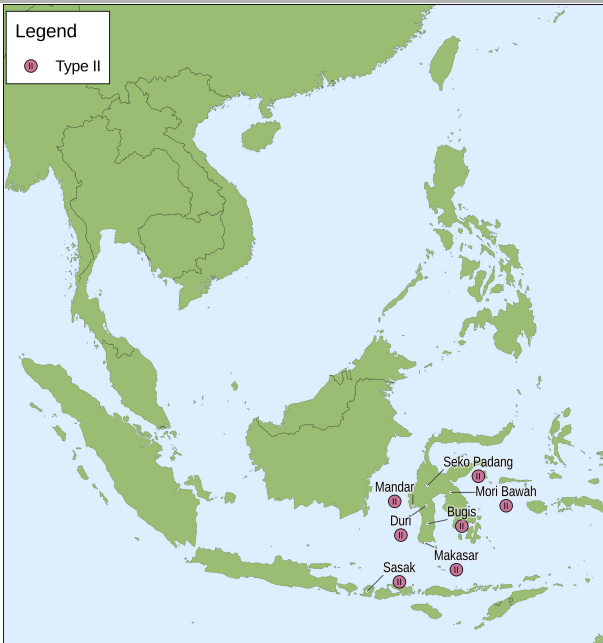 Legend
II Type II
Seko Padang
II
Mandar
II
Mori Bawah
II
Duri
II
Bugis
II
Makasar
II
Sasak
II